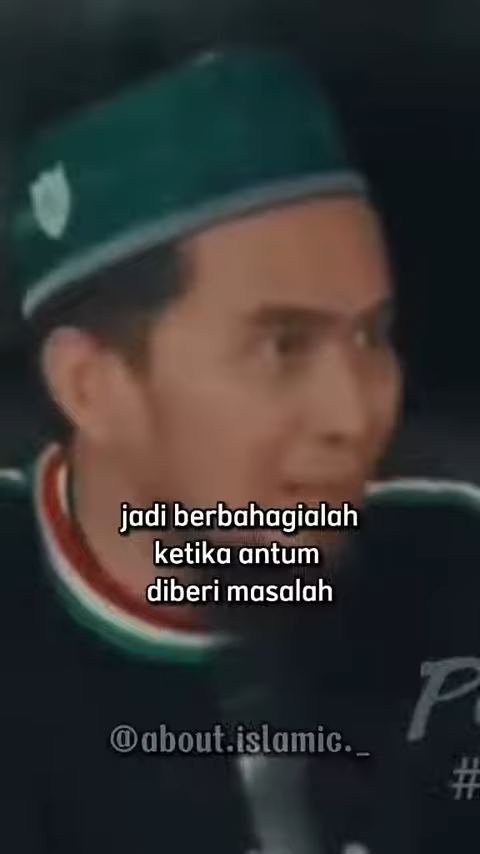 jadi berbahagialah
ketika antum
diberi masalah
@about.islamic._
#